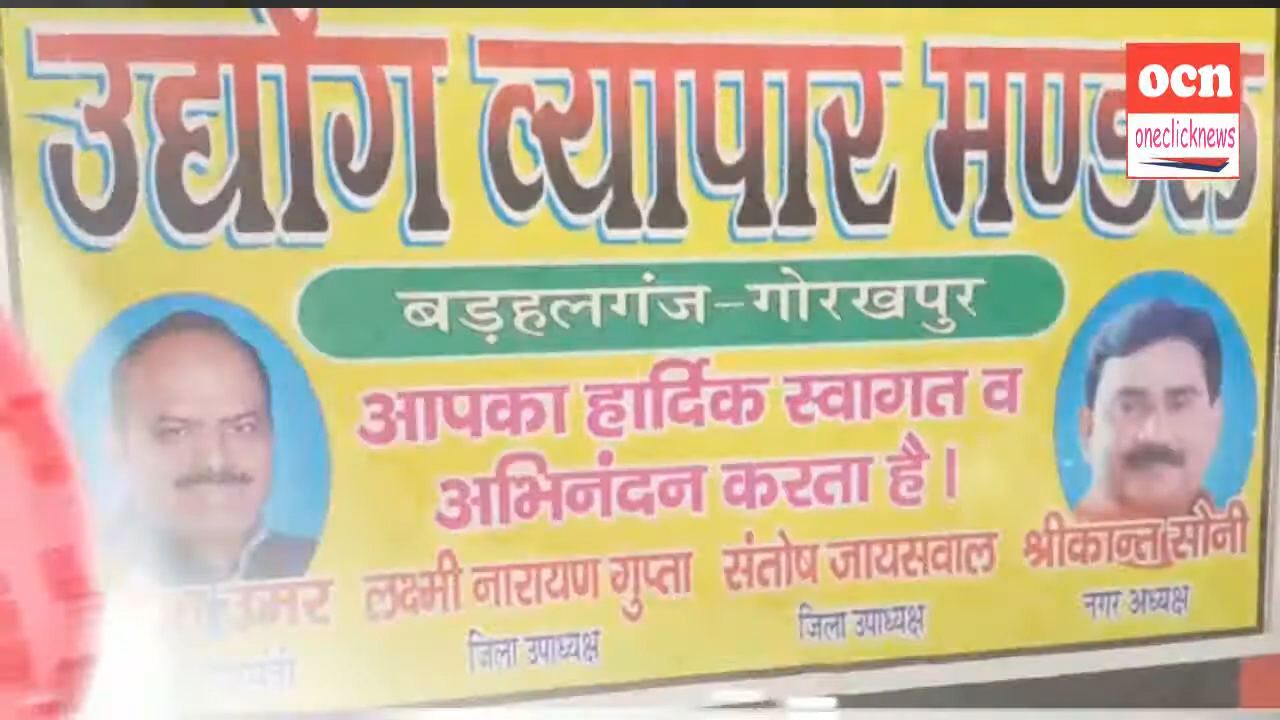 उद्योग व्यापार मण्डल
ocn
oneclicknews
बड़हलगंज-गोरखपुर
आपका हार्दिक स्वागत व
अभिनंदन करता है।
उमर लक्ष्मी नारायण गुप्ता संतोष जायसवाल श्रीकान्त सोनी
जिला उपाध्यक्ष जिला उपाध्यक्ष नगर अध्यक्ष